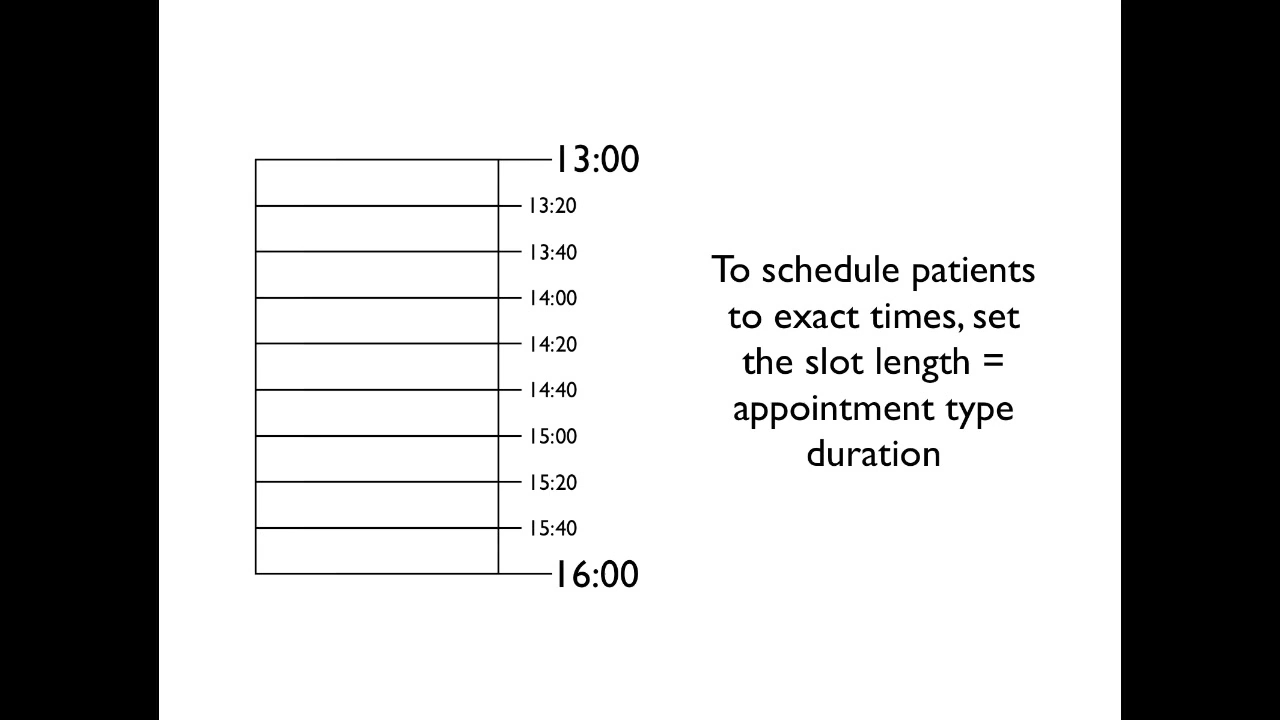 13:00
13:20
13:40
14:00
14:20
14:40
15:00
15:20
15:40
16:00
To schedule patients
to exact times, set
the slot length =
appointment type
duration